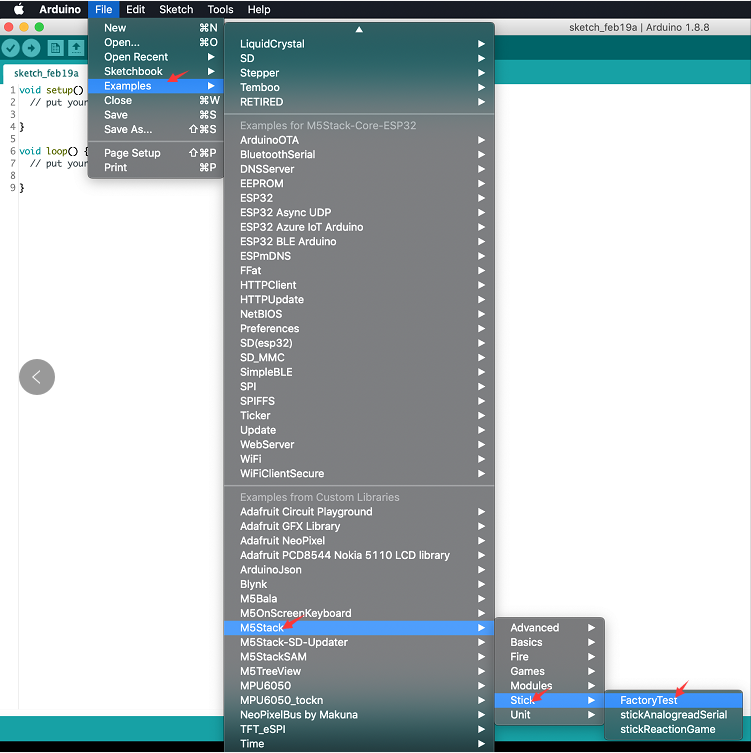 Arduino File Edit Sketch Tools Help
sketch_feb19a | Arduino 1.8.8
sketch_feb19a
1 void setup()
2 // put your
3
4 }
5
6 void loop() {
7 // put your
8
9 }
New ⌘N
Open... ⌘O
Open Recent ▶
Sketchbook ▶
Examples ▶
Close ⌘W
Save ⌘S
Save As... ⇧⌘S
Page Setup ⇧⌘P
Print ⌘P
LiquidCrystal
SD
Stepper
Temboo
RETIRED
Examples for M5Stack-Core-ESP32
ArduinoOTA
BluetoothSerial
DNSServer
EEPROM
ESP32
ESP32 Async UDP
ESP32 Azure IoT Arduino
ESP32 BLE Arduino
ESPmDNS
FFat
HTTPClient
HTTPUpdate
NetBIOS
Preferences
SD(esp32)
SD_MMC
SimpleBLE
SPI
SPIFFS
Ticker
Update
WebServer
WiFi
WiFiClientSecure
Examples from Custom Libraries
Adafruit Circuit Playground
Adafruit GFX Library
Adafruit NeoPixel
Adafruit PCD8544 Nokia 5110 LCD library
ArduinoJson
Blynk
M5Bala
M5OnScreenKeyboard
M5Stack
M5Stack-SD-Updater
M5StackSAM
M5TreeView
MPU6050
MPU6050_tockn
NeoPixelBus by Makuna
TFT_eSPI
Time
Advanced
Basics
Fire
Games
Modules
Stick
Unit
FactoryTest
stickAnalogreadSerial
stickReactionGame